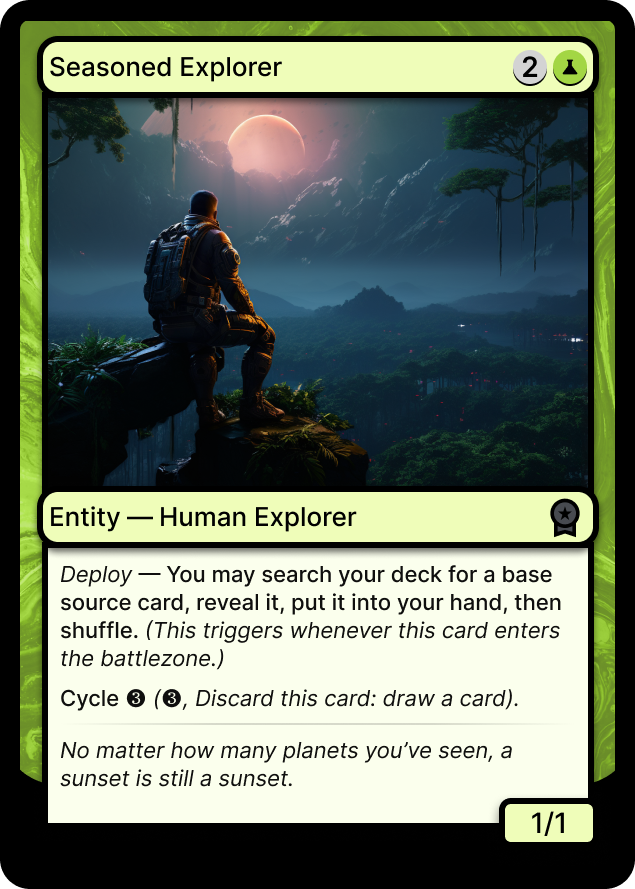 Seasoned Explorer 2
Entity — Human Explorer
Deploy — You may search your deck for a base
source card, reveal it, put it into your hand, then
shuffle. (This triggers whenever this card enters
the battlezone.)
Cycle ❸ (❸, Discard this card: draw a card).
No matter how many planets you’ve seen, a
sunset is still a sunset.
1/1